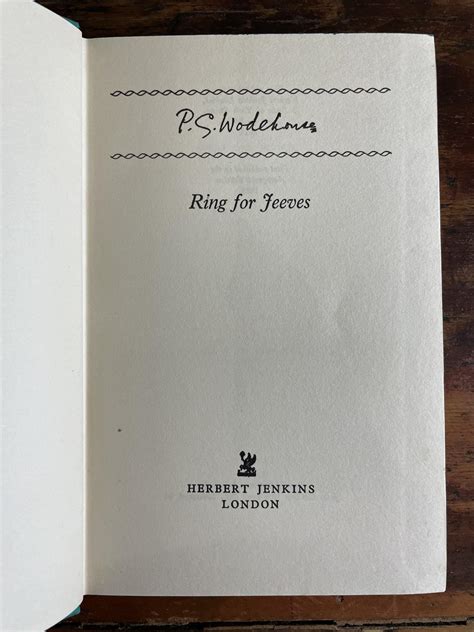 P. G. Wodehouse
Ring for Jeeves
HERBERT JENKINS
LONDON